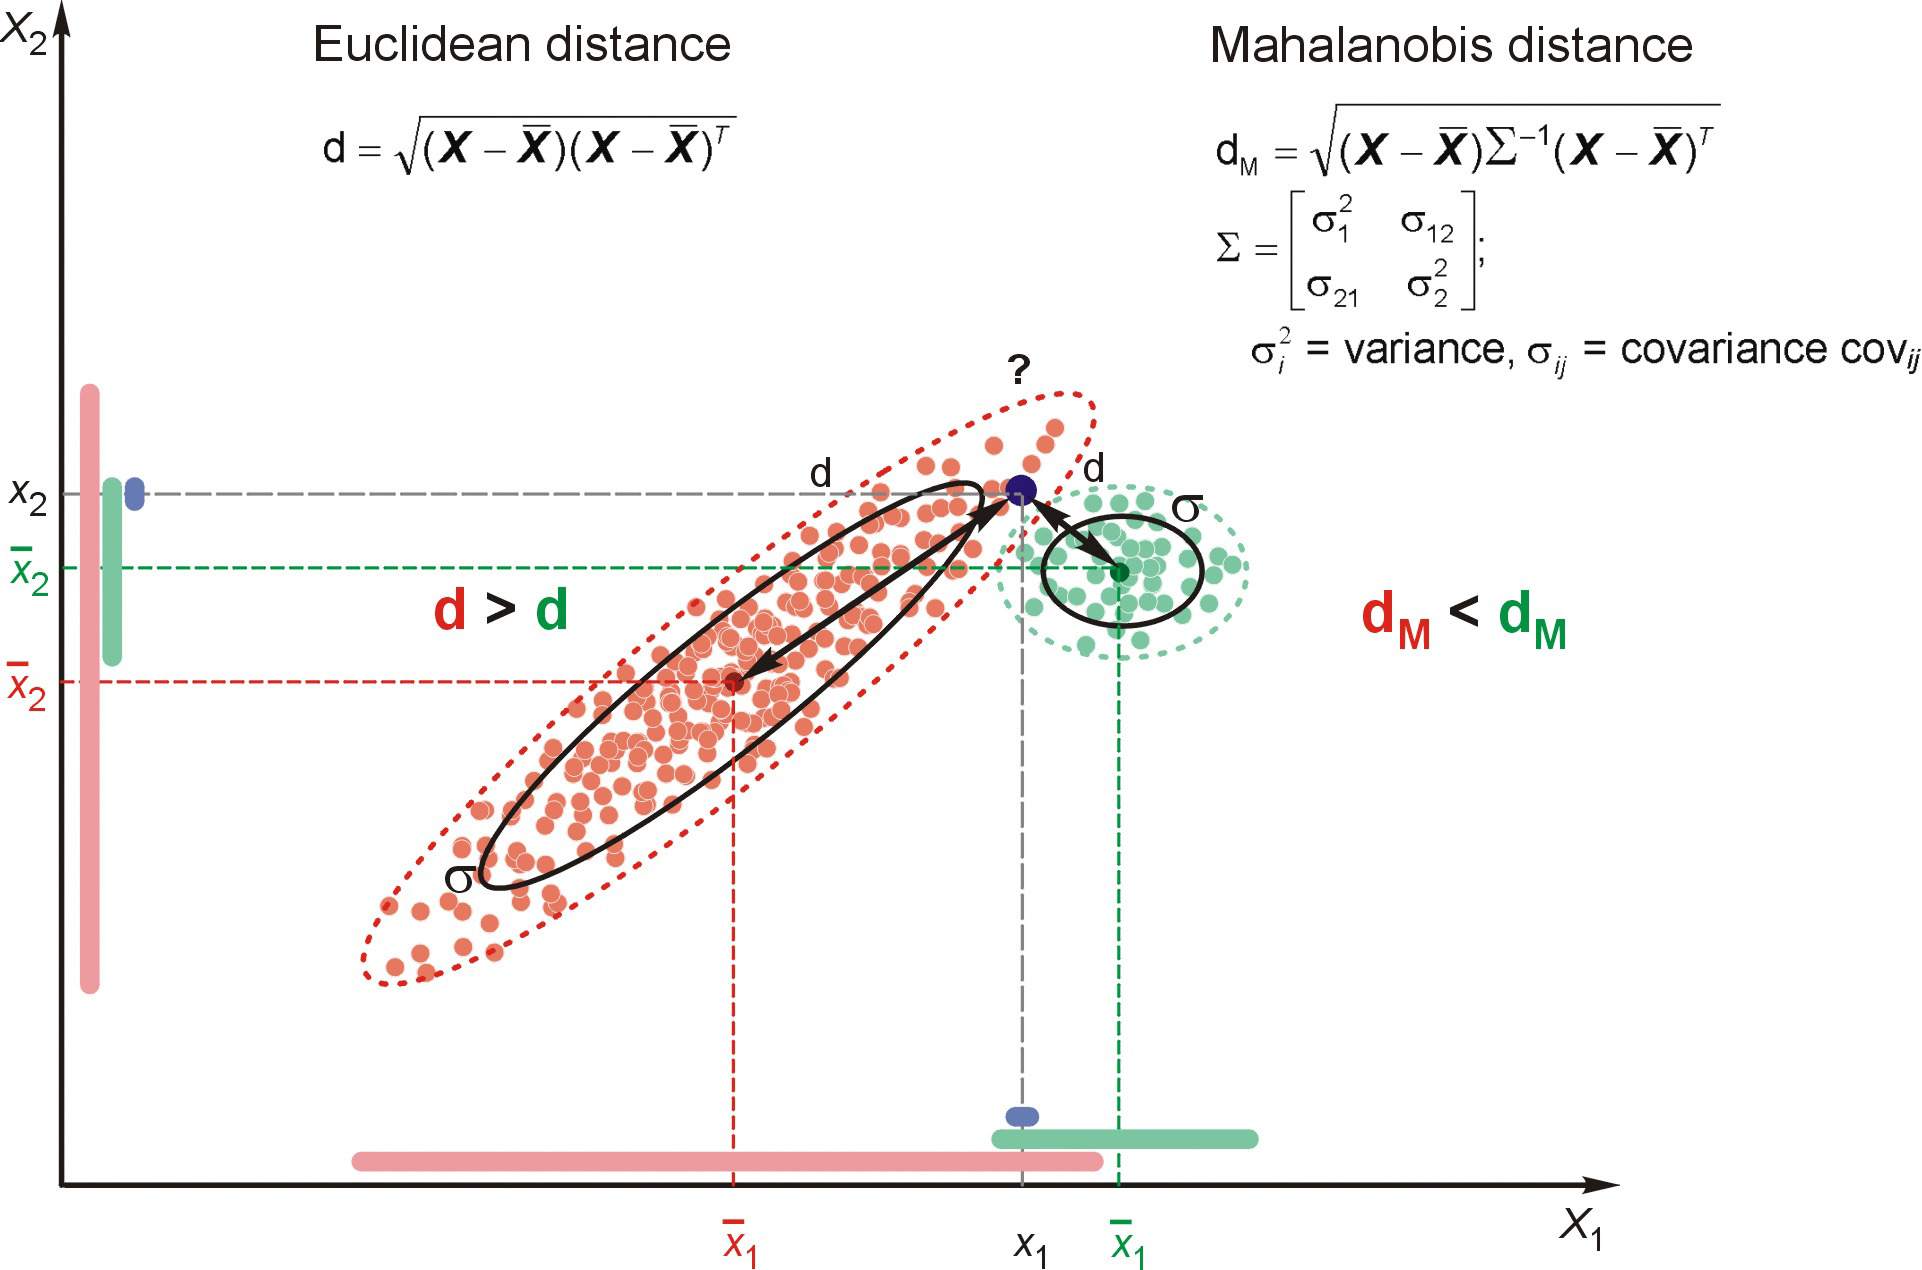 X₂
Euclidean distance
Mahalanobis distance
d = √(X − X̅)(X − X̅)ᵀ
d_M = √(X − X̅)Σ⁻¹(X − X̅)ᵀ
Σ = [σ₁² σ₁₂
σ₂₁ σ₂²];
σᵢ² = variance, σᵢⱼ = covariance covᵢⱼ
?
d
d
x₂
σ
x̅₂
d > d
d_M < d_M
x̅₂
σ
x̅₁
x₁
x̅₁
X₁